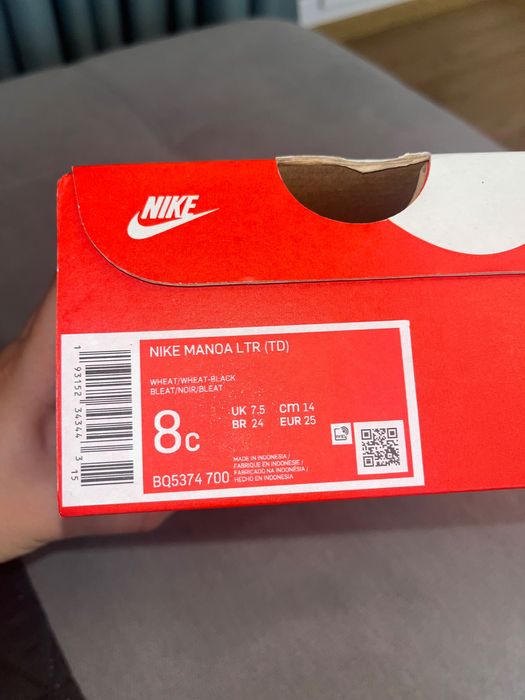 NIKE
NIKE MANOA LTR (TD)
WHEAT/WHEAT-BLACK
BLEAT/NOIR/BLEAT
8C
UK 7.5 cm 14
BR 24 EUR 25
MADE IN INDONESIA /
FABRIQUE EN INDONESIE /
FABRICADO NA INDONÉSIA /
HECHO EN INDONESIA
BQ5374 700
1 93152 34344 3 15